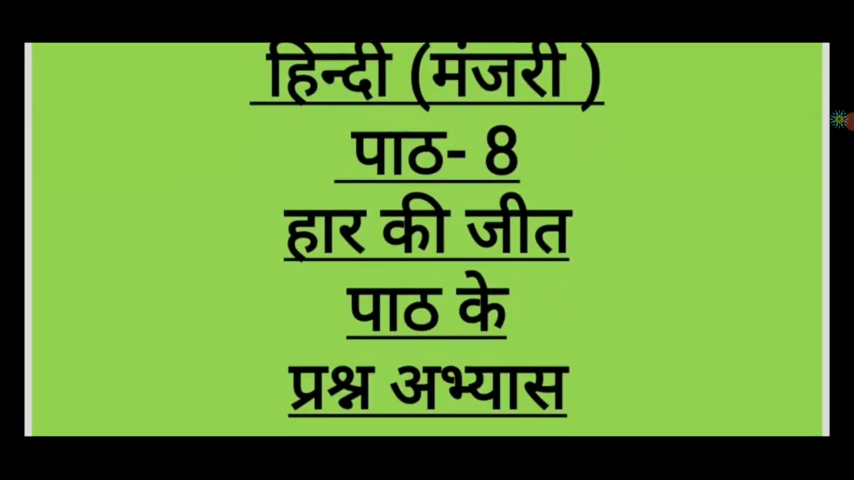 हिन्दी (मंजरी )
पाठ- 8
हार की जीत
पाठ के
प्रश्न अभ्यास